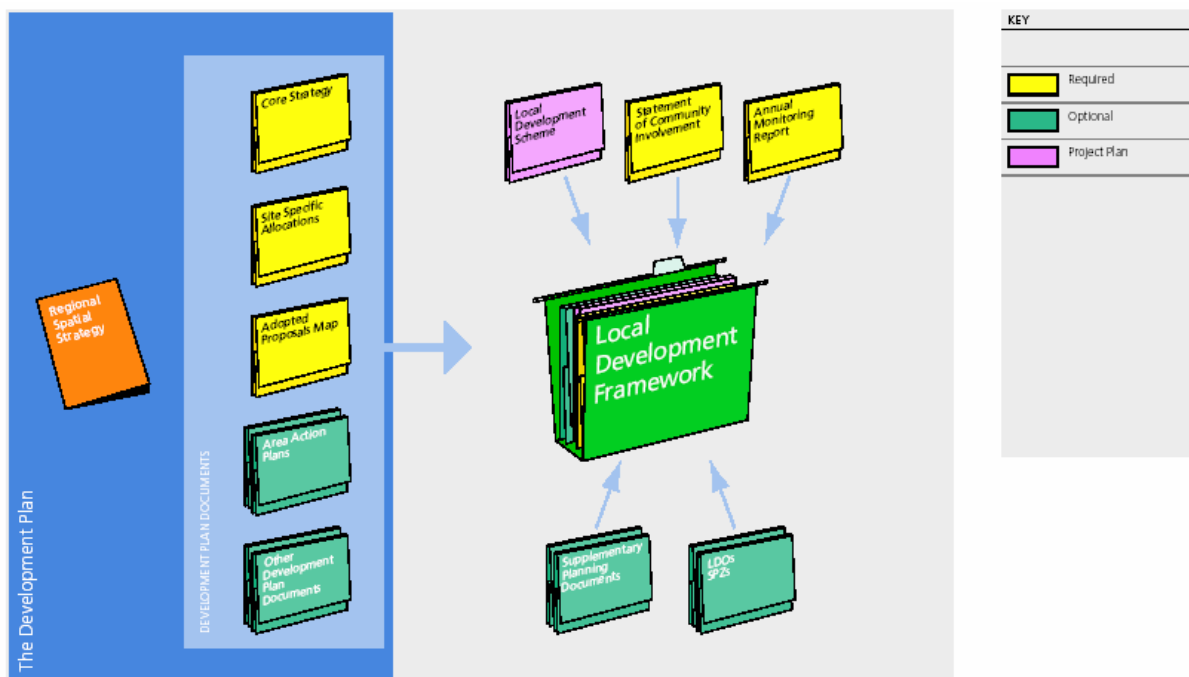 The Development Plan
Regional
Spatial
Strategy
DEVELOPMENT PLAN DOCUMENTS
Core Strategy
Site Specific
Allocations
Adopted
Proposals Map
Area Action
Plans
Other
Development
Plan
Documents
Local
Development
Scheme
Statement
of Community
Involvement
Annual
Monitoring
Report
Local
Development
Framework
Supplementary
Planning
Documents
LDOs
SPZs
KEY
Required
Optional
Project Plan